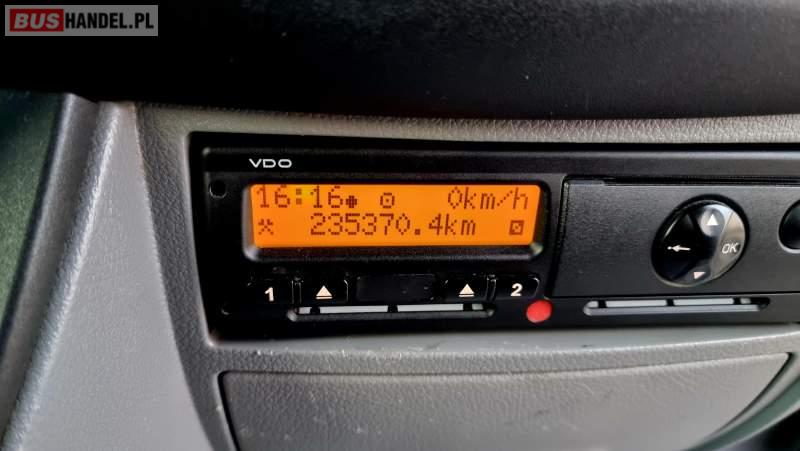 BUSHANDEL.PL
VDO
16:16 0km/h
235370.4km
1 2
OK